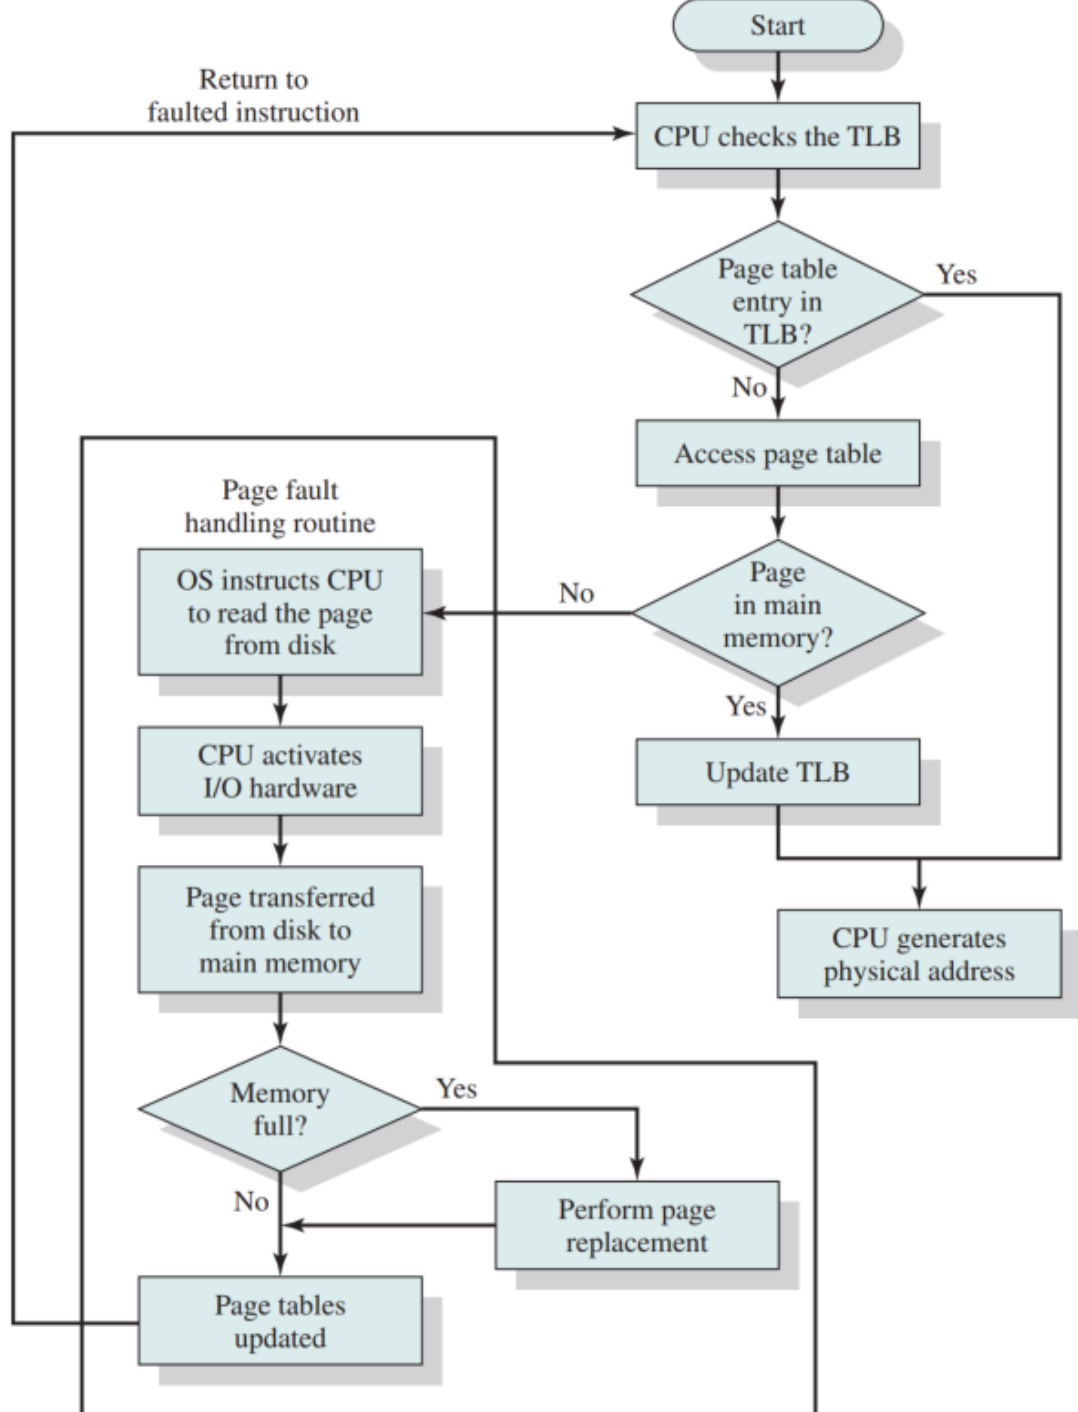 Start
Return to
faulted instruction
CPU checks the TLB
Page table
entry in
TLB?
Yes
No
Access page table
Page fault
handling routine
OS instructs CPU
to read the page
from disk
No
Page
in main
memory?
Yes
CPU activates
I/O hardware
Update TLB
Page transferred
from disk to
main memory
CPU generates
physical address
Memory
full?
Yes
No
Perform page
replacement
Page tables
updated